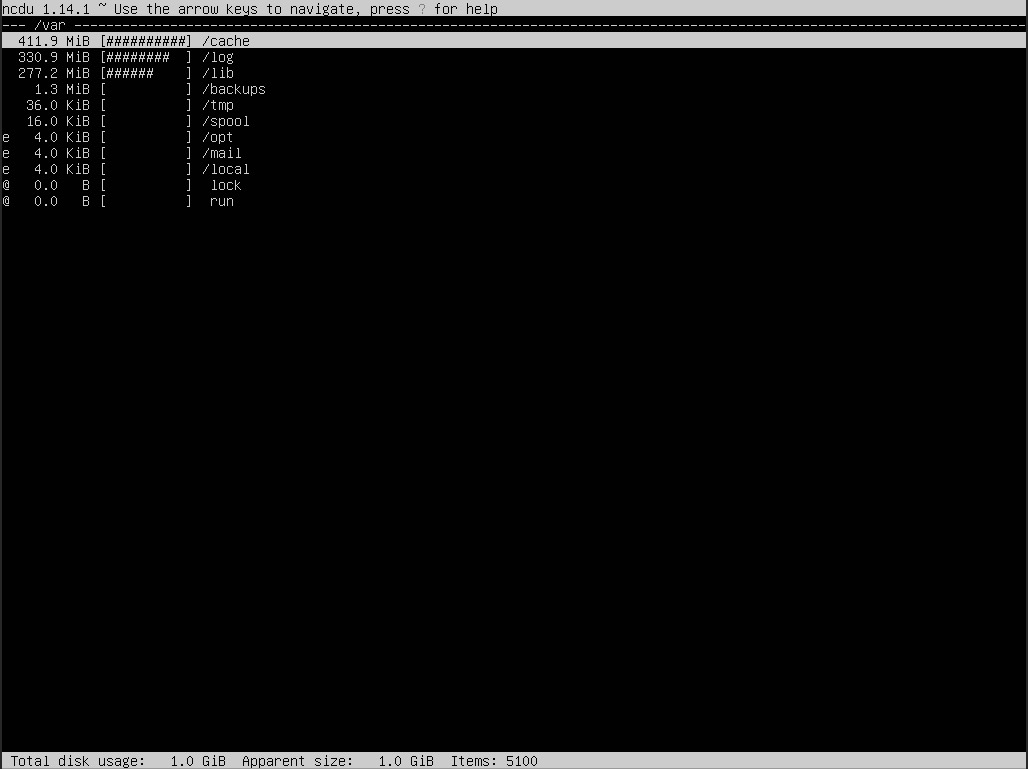 ncdu 1.14.1 ~ Use the arrow keys to navigate, press ? for help
--- /var ----------------------------------------------------------------------------------------------------------------------
  411.9 MiB [##########] /cache
  330.9 MiB [########  ] /log
  277.2 MiB [######    ] /lib
    1.3 MiB [          ] /backups
   36.0 KiB [          ] /tmp
   16.0 KiB [          ] /spool
e   4.0 KiB [          ] /opt
e   4.0 KiB [          ] /mail
e   4.0 KiB [          ] /local
@   0.0   B [          ]  lock
@   0.0   B [          ]  run
 Total disk usage:   1.0 GiB  Apparent size:   1.0 GiB  Items: 5100